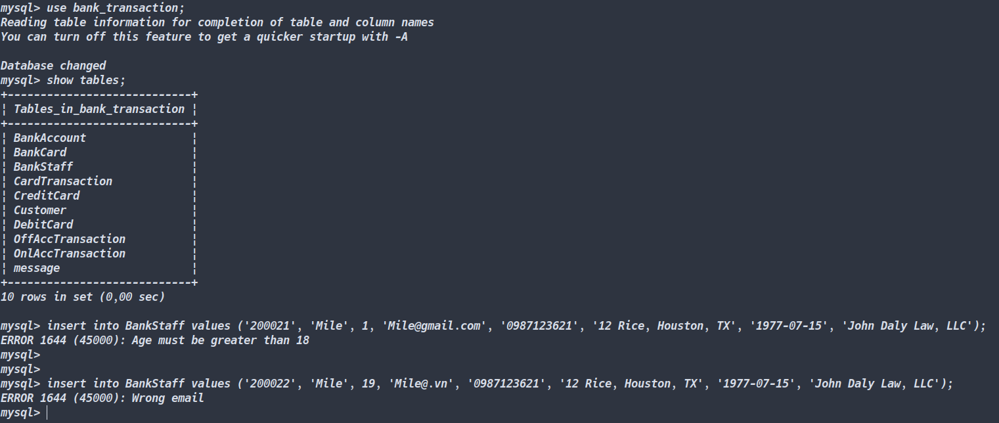 mysql> use bank_transaction;
Reading table information for completion of table and column names
You can turn off this feature to get a quicker startup with -A
Database changed
mysql> show tables;
+----------------------------+
| Tables_in_bank_transaction |
+----------------------------+
| BankAccount                |
| BankCard                   |
| BankStaff                  |
| CardTransaction            |
| CreditCard                 |
| Customer                   |
| DebitCard                  |
| OffAccTransaction          |
| OnlAccTransaction          |
| message                    |
+----------------------------+
10 rows in set (0,00 sec)
mysql> insert into BankStaff values ('200021', 'Mile', 1, 'Mile@gmail.com', '0987123621', '12 Rice, Houston, TX', '1977-07-15', 'John Daly Law, LLC');
ERROR 1644 (45000): Age must be greater than 18
mysql>
mysql>
mysql> insert into BankStaff values ('200022', 'Mile', 19, 'Mile@.vn', '0987123621', '12 Rice, Houston, TX', '1977-07-15', 'John Daly Law, LLC');
ERROR 1644 (45000): Wrong email
mysql>